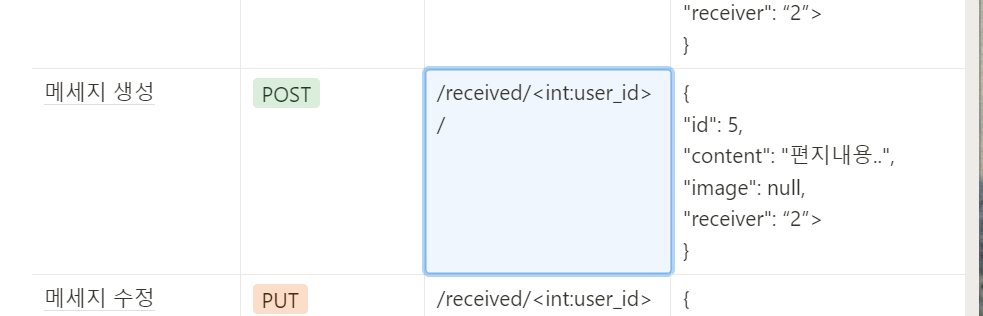 "receiver": “2”>
}
메세지 생성
POST
/received/<int:user_id>
/
{
"id": 5,
"content": "편지내용..",
"image": null,
"receiver": “2”>
}
메세지 수정
PUT
/received/<int:user_id>
{